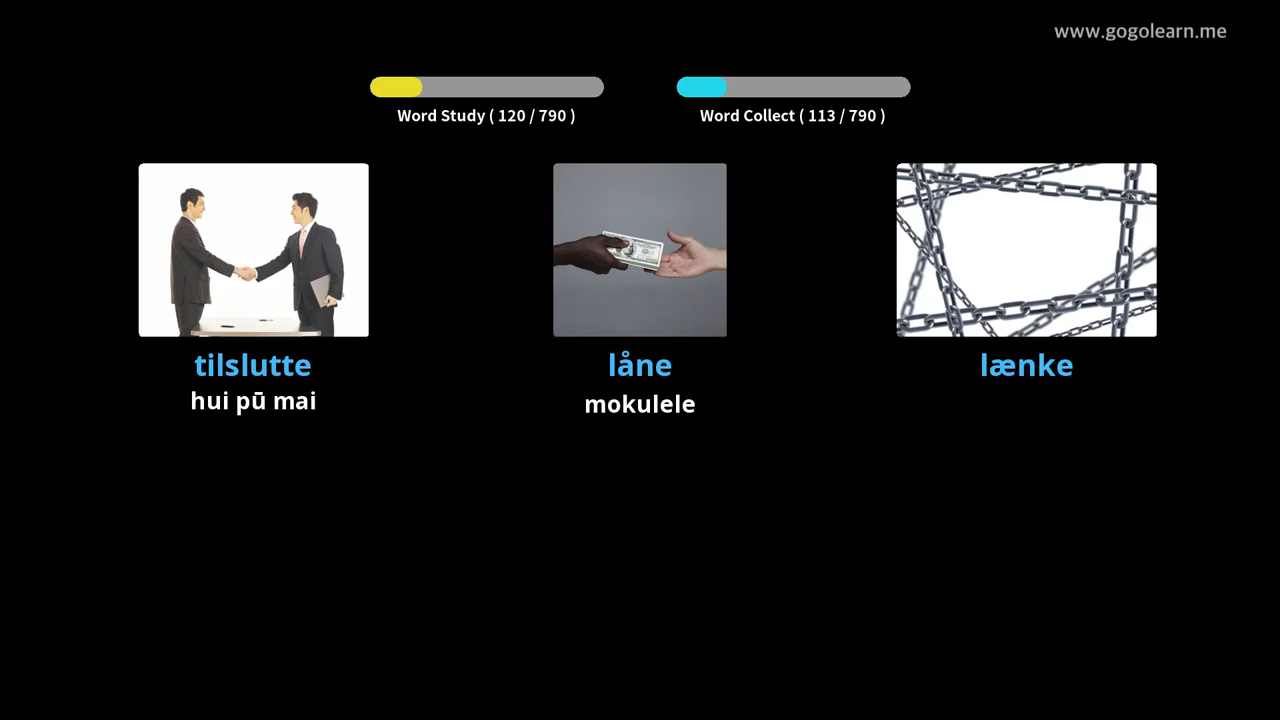 www.gogolearn.me
Word Study ( 120 / 790 )
Word Collect ( 113 / 790 )
tilslutte
hui pū mai
låne
mokulele
lænke